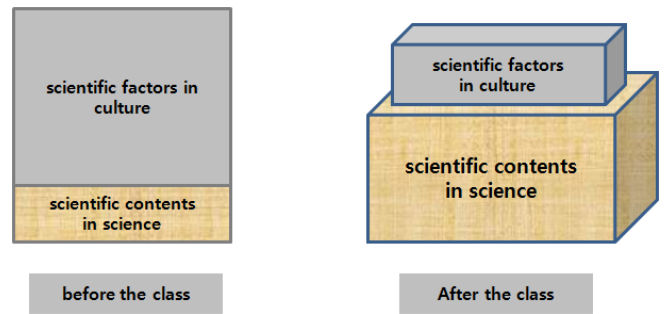 scientific factors in
culture
scientific contents
in science
before the class
scientific factors
in culture
scientific contents
in science
After the class